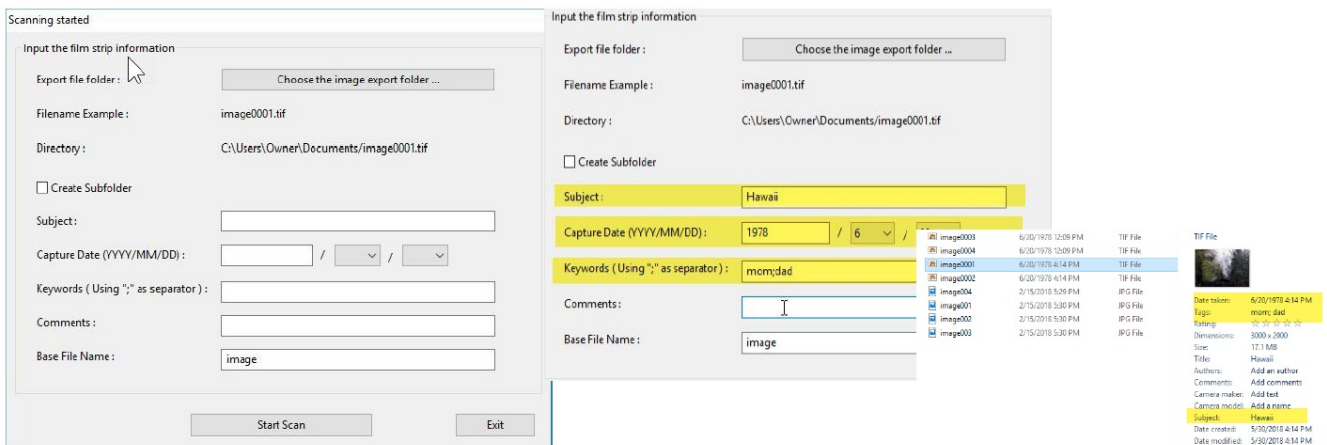 Scanning started
Input the film strip information
Export file folder :
Choose the image export folder ...
Filename Example :
image0001.tif
Directory :
C:\Users\Owner\Documents/image0001.tif
Create Subfolder
Subject :
Capture Date (YYYY/MM/DD) :
/
/
Keywords ( Using ";" as separator ) :
Comments :
Base File Name :
image
Start Scan
Exit
Input the film strip information
Export file folder :
Choose the image export folder ...
Filename Example :
image0001.tif
Directory :
C:\Users\Owner\Documents/image0001.tif
Create Subfolder
Subject :
Hawaii
Capture Date (YYYY/MM/DD) :
1978 / 6 /
Keywords ( Using ";" as separator ) :
mom;dad
Comments :
Base File Name :
image
image0003 6/20/1978 12:09 PM TIF File
image0004 6/20/1978 12:09 PM TIF File
image0001 6/20/1978 4:14 PM TIF File
image0002 6/20/1978 4:14 PM TIF File
image004 2/15/2018 5:29 PM JPG File
image001 2/15/2018 5:30 PM JPG File
image002 2/15/2018 5:30 PM JPG File
image003 2/15/2018 5:30 PM JPG File
TIF File
Date taken: 6/20/1978 4:14 PM
Tags: mom; dad
Rating:
Dimensions: 3000 x 2000
Size: 17.1 MB
Title: Hawaii
Authors: Add an author
Comments: Add comments
Camera maker: Add text
Camera model: Add a name
Subject: Hawaii
Date created: 5/30/2018 4:14 PM
Date modified: 5/30/2018 4:14 PM